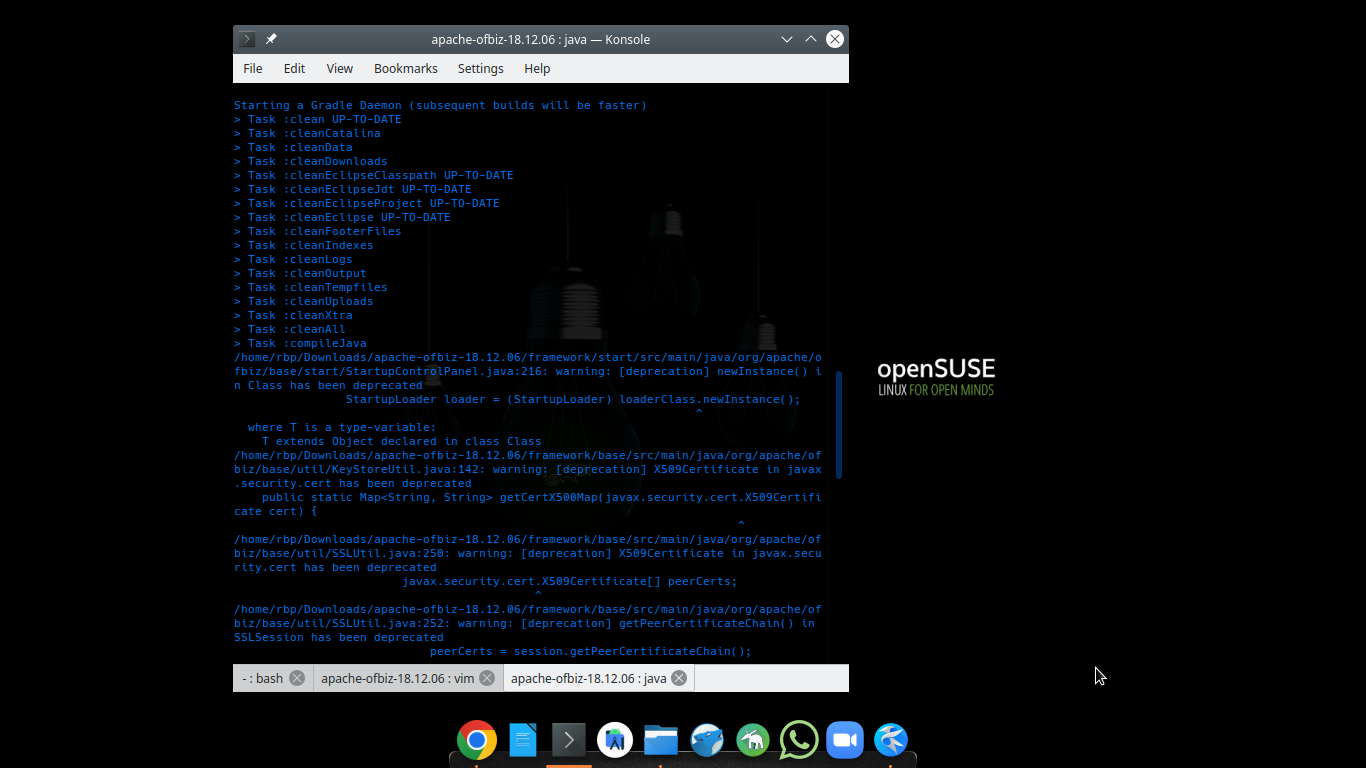 apache-ofbiz-18.12.06 : java — Konsole
File Edit View Bookmarks Settings Help
Starting a Gradle Daemon (subsequent builds will be faster)
> Task :clean UP-TO-DATE
> Task :cleanCatalina
> Task :cleanData
> Task :cleanDownloads
> Task :cleanEclipseClasspath UP-TO-DATE
> Task :cleanEclipseJdt UP-TO-DATE
> Task :cleanEclipseProject UP-TO-DATE
> Task :cleanEclipse UP-TO-DATE
> Task :cleanFooterFiles
> Task :cleanIndexes
> Task :cleanLogs
> Task :cleanOutput
> Task :cleanTempfiles
> Task :cleanUploads
> Task :cleanXtra
> Task :cleanAll
> Task :compileJava
/home/rbp/Downloads/apache-ofbiz-18.12.06/framework/start/src/main/java/org/apache/o
fbiz/base/start/StartupControlPanel.java:216: warning: [deprecation] newInstance() i
n Class has been deprecated
StartupLoader loader = (StartupLoader) loaderClass.newInstance();
^
where T is a type-variable:
T extends Object declared in class Class
/home/rbp/Downloads/apache-ofbiz-18.12.06/framework/base/src/main/java/org/apache/of
biz/base/util/KeyStoreUtil.java:142: warning: [deprecation] X509Certificate in javax
.security.cert has been deprecated
public static Map<String, String> getCertX500Map(javax.security.cert.X509Certifi
cate cert) {
^
/home/rbp/Downloads/apache-ofbiz-18.12.06/framework/base/src/main/java/org/apache/of
biz/base/util/SSLUtil.java:250: warning: [deprecation] X509Certificate in javax.secu
rity.cert has been deprecated
javax.security.cert.X509Certificate[] peerCerts;
^
/home/rbp/Downloads/apache-ofbiz-18.12.06/framework/base/src/main/java/org/apache/of
biz/base/util/SSLUtil.java:252: warning: [deprecation] getPeerCertificateChain() in
SSLSession has been deprecated
peerCerts = session.getPeerCertificateChain();
- : bash
apache-ofbiz-18.12.06 : vim
apache-ofbiz-18.12.06 : java
openSUSE
LINUX FOR OPEN MINDS